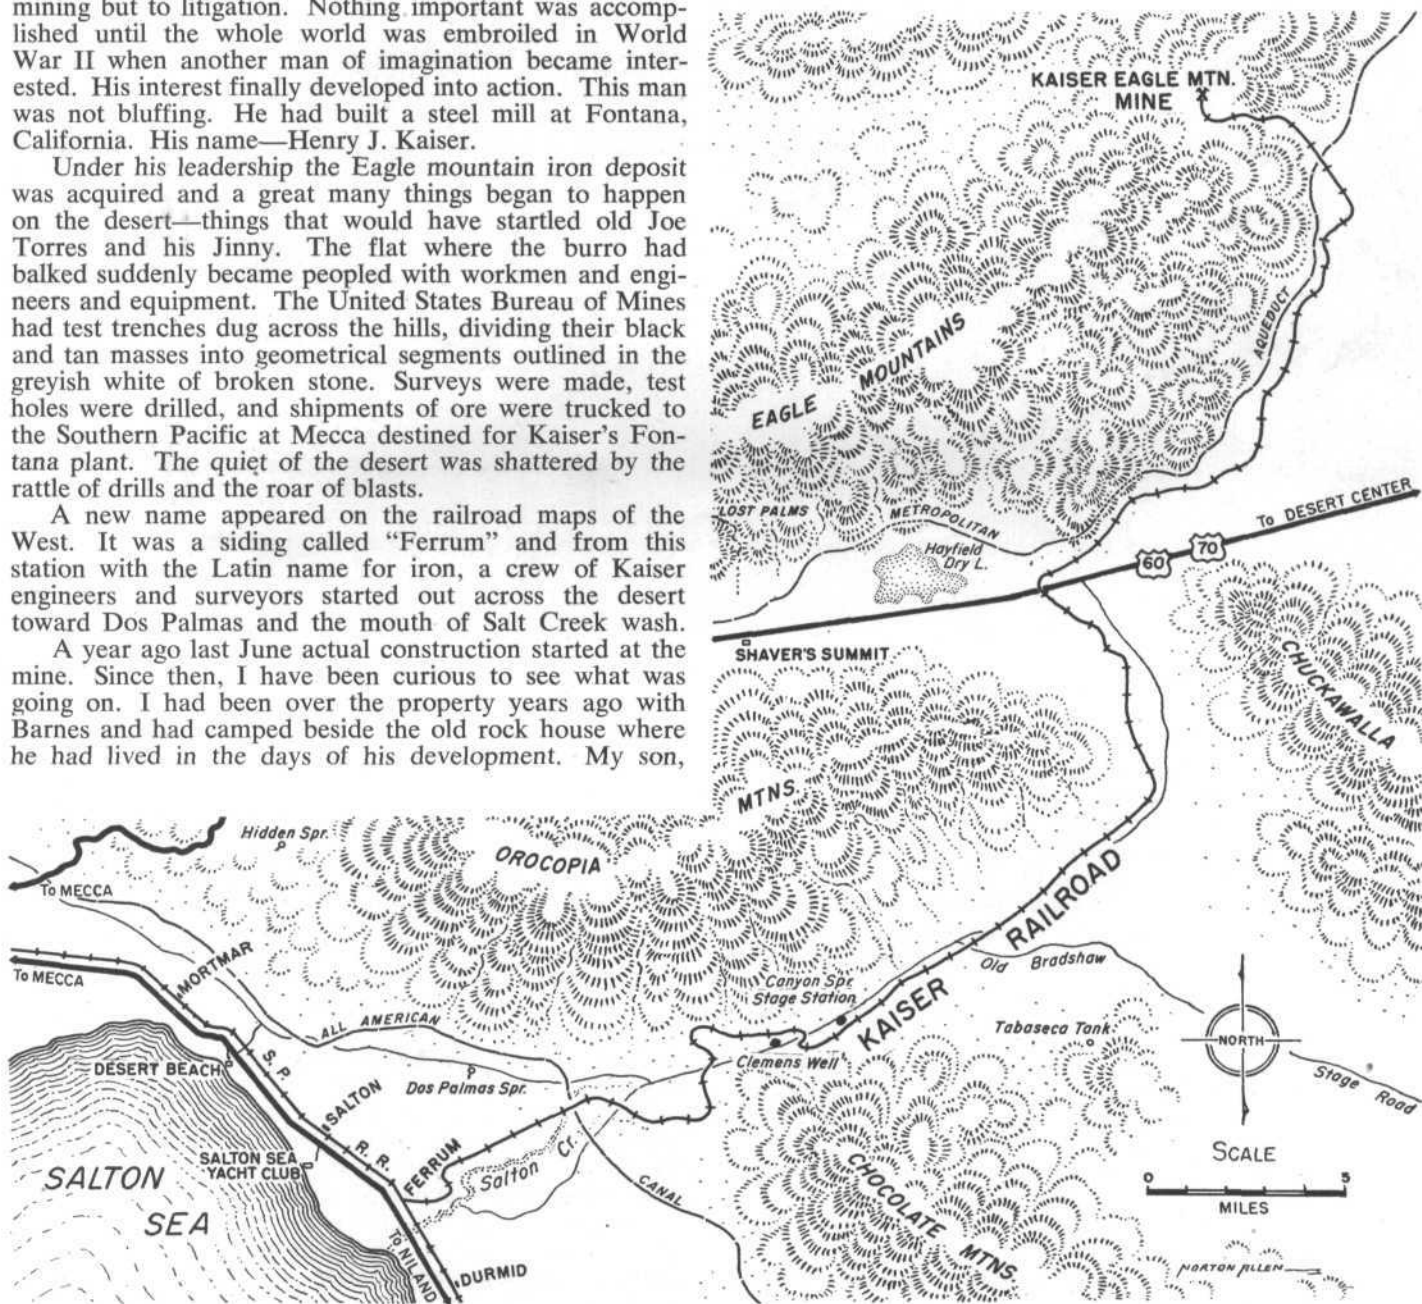 mining but to litigation. Nothing important was accomp-
lished until the whole world was embroiled in World
War II when another man of imagination became inter-
ested. His interest finally developed into action. This man
was not bluffing. He had built a steel mill at Fontana,
California. His name—Henry J. Kaiser.
Under his leadership the Eagle mountain iron deposit
was acquired and a great many things began to happen
on the desert—things that would have startled old Joe
Torres and his Jinny. The flat where the burro had
balked suddenly became peopled with workmen and engi-
neers and equipment. The United States Bureau of Mines
had test trenches dug across the hills, dividing their black
and tan masses into geometrical segments outlined in the
greyish white of broken stone. Surveys were made, test
holes were drilled, and shipments of ore were trucked to
the Southern Pacific at Mecca destined for Kaiser's Fon-
tana plant. The quiet of the desert was shattered by the
rattle of drills and the roar of blasts.
A new name appeared on the railroad maps of the
West. It was a siding called "Ferrum" and from this
station with the Latin name for iron, a crew of Kaiser
engineers and surveyors started out across the desert
toward Dos Palmas and the mouth of Salt Creek wash.
A year ago last June actual construction started at the
mine. Since then, I have been curious to see what was
going on. I had been over the property years ago with
Barnes and had camped beside the old rock house where
he had lived in the days of his development. My son,
KAISER EAGLE MTN.
MINE
AQUEDUCT
EAGLE MOUNTAINS
LOST PALMS
METROPOLITAN
Hayfield
Dry L.
To DESERT CENTER
60
70
SHAVER'S SUMMIT
CHUCKAWALLA
OROCOPIA MTNS.
Hidden Spr.
To MECCA
To MECCA
MORTMAR
ALL AMERICAN
DESERT BEACH
S. P.
R. R.
SALTON
Dos Palmas Spr.
Canyon Spr.
Stage Station
Clemens Well
KAISER RAILROAD
Old Bradshaw
Tabaseca Tank
NORTH
Stage
Road
SALTON
SEA
SALTON SEA
YACHT CLUB
FERRUM
Salton Cr.
CANAL
CHOCOLATE MTNS
SCALE
0 5
MILES
To NILAND
DURMID
NORTON ALLEN